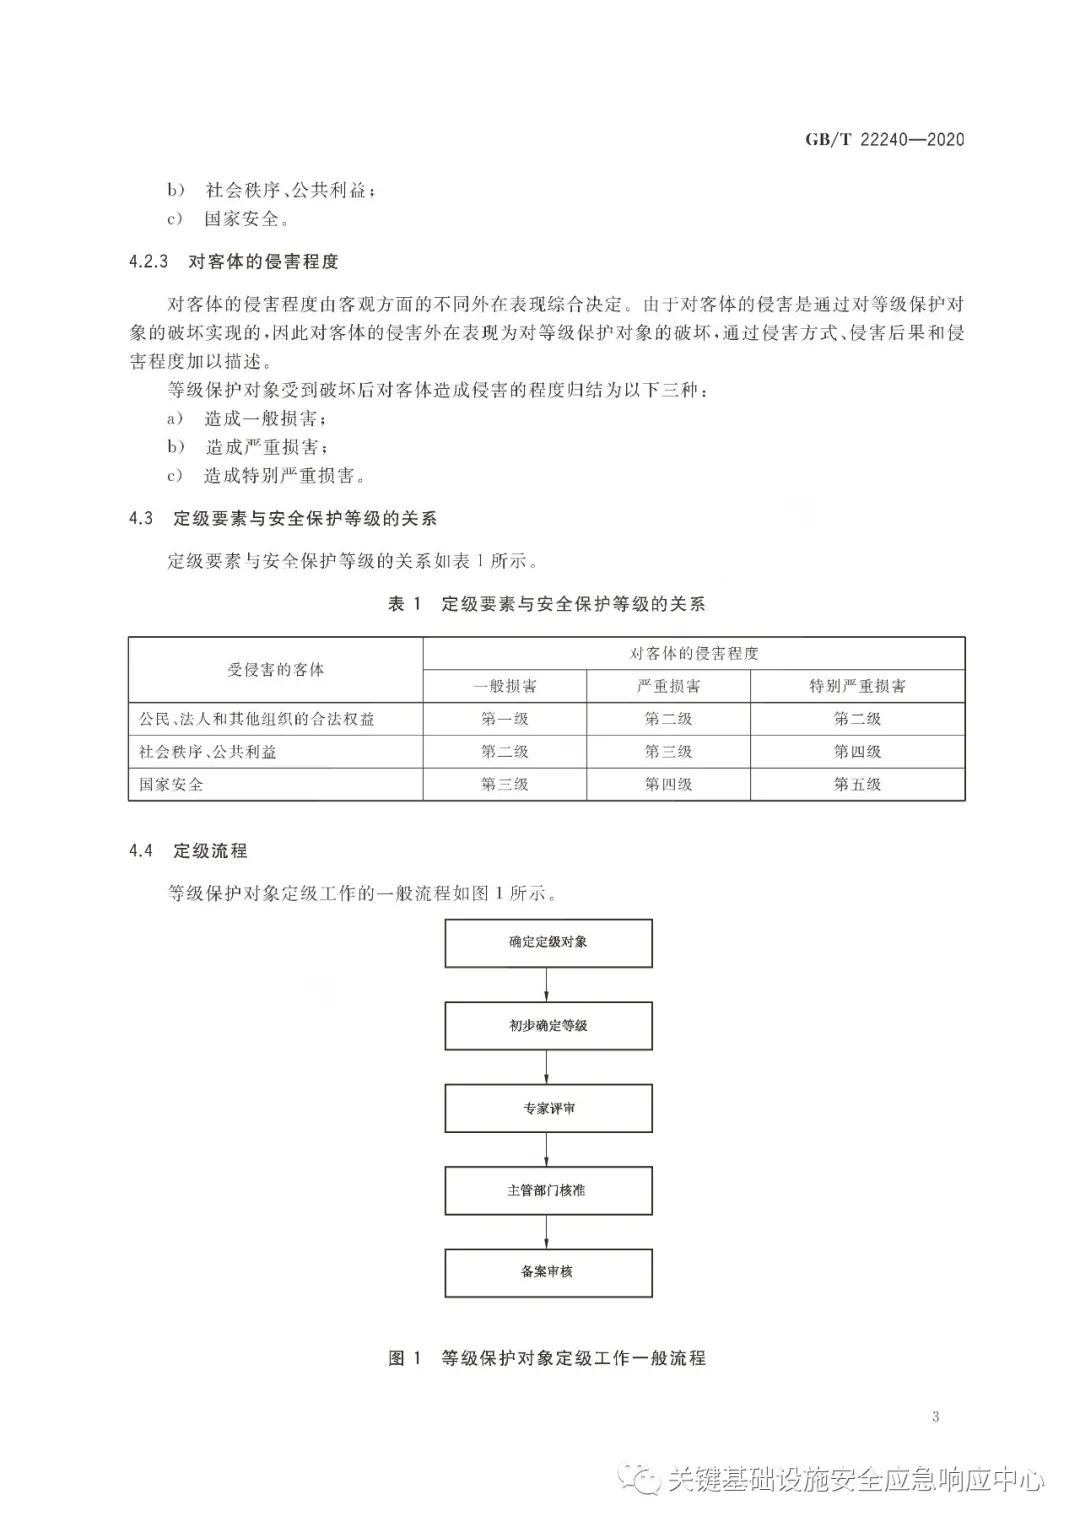 GB/T 22240—2020
b) 社会秩序、公共利益;
c) 国家安全。
4.2.3 对客体的侵害程度
对客体的侵害程度由客观方面的不同外在表现综合决定。由于对客体的侵害是通过对等级保护对
象的破坏实现的,因此对客体的侵害外在表现为对等级保护对象的破坏,通过侵害方式、侵害后果和侵
害程度加以描述。
等级保护对象受到破坏后对客体造成侵害的程度归结为以下三种:
a) 造成一般损害;
b) 造成严重损害;
c) 造成特别严重损害。
4.3 定级要素与安全保护等级的关系
定级要素与安全保护等级的关系如表 1 所示。
表 1 定级要素与安全保护等级的关系
受侵害的客体
对客体的侵害程度
一般损害 严重损害 特别严重损害
公民、法人和其他组织的合法权益 第一级 第二级 第二级
社会秩序、公共利益 第二级 第三级 第四级
国家安全 第三级 第四级 第五级
4.4 定级流程
等级保护对象定级工作的一般流程如图 1 所示。
确定定级对象
初步确定等级
专家评审
主管部门核准
备案审核
图 1 等级保护对象定级工作一般流程
3
关键基础设施安全应急响应中心